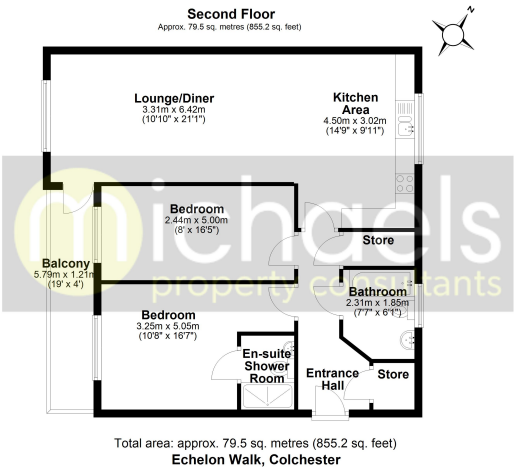 Second Floor
Approx. 79.5 sq. metres (855.2 sq. feet)
N
Lounge/Diner
3.31m x 6.42m
(10'10" x 21'1")
Kitchen
Area
4.50m x 3.02m
(14'9" x 9'11")
michaels
property consultants
Bedroom
2.44m x 5.00m
(8' x 16'5")
Store
Balcony
5.79m x 1.21m
(19' x 4')
Bathroom
2.31m x 1.85m
(7'7" x 6'1")
Bedroom
3.25m x 5.05m
(10'8" x 16'7")
En-suite
Shower
Room
Entrance
Hall
Store
Total area: approx. 79.5 sq. metres (855.2 sq. feet)
Echelon Walk, Colchester